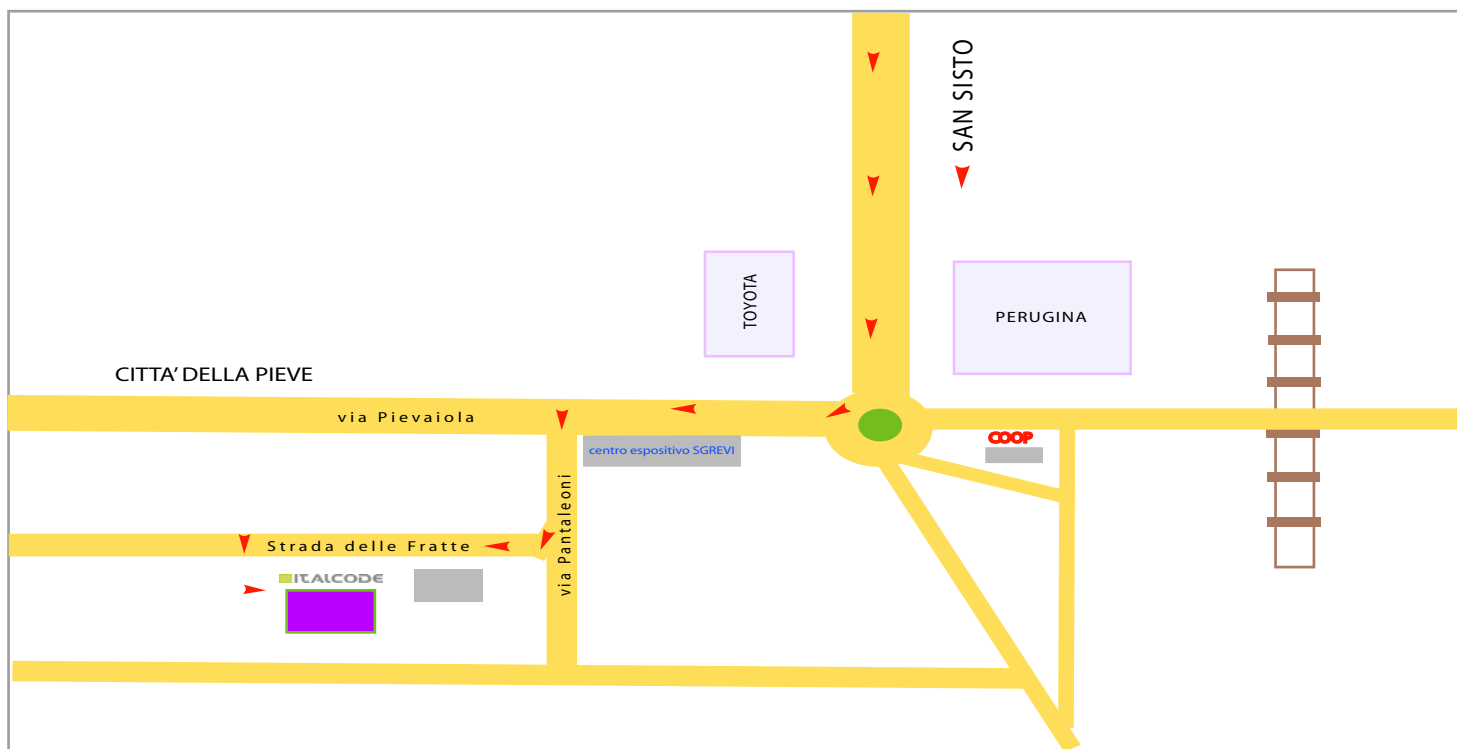 SAN SISTO
TOYOTA
PERUGINA
CITTA' DELLA PIEVE
via Pievaiola
COOP
centro espositivo SGREVI
via Pantaleoni
Strada delle Fratte
ITALCODE